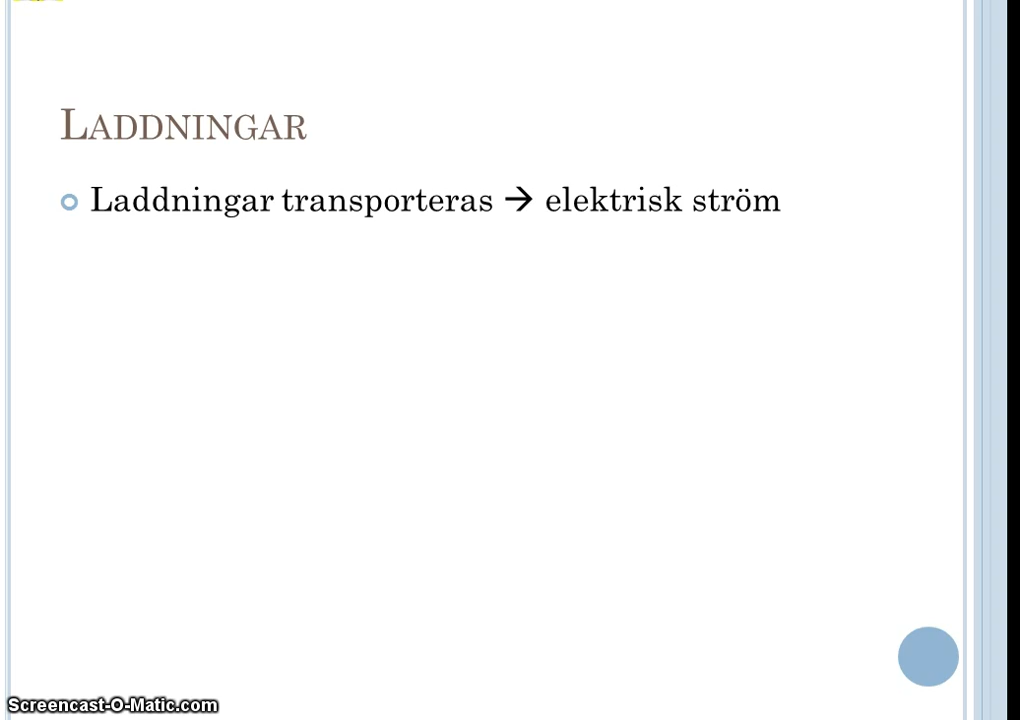 LADDNINGAR
Laddningar transporteras → elektrisk ström
Screencast-O-Matic.com